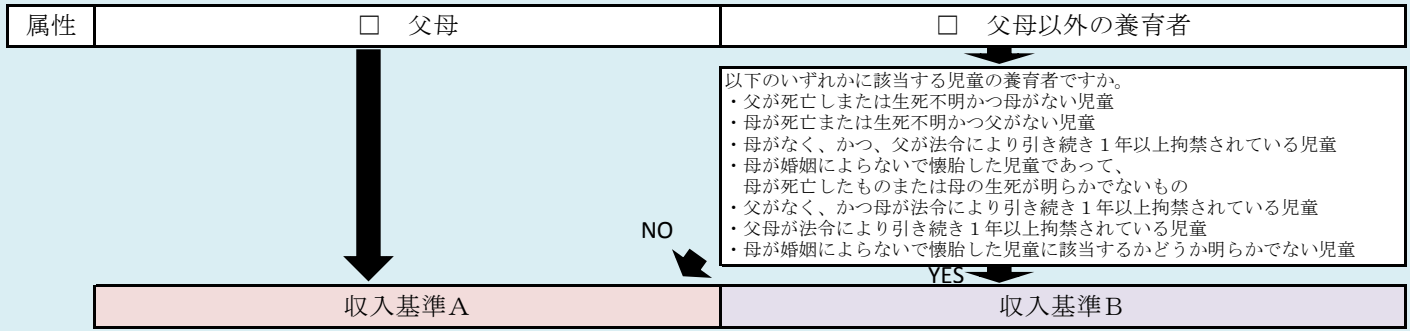 属性
□ 父母
□ 父母以外の養育者
以下のいずれかに該当する児童の養育者ですか。
・父が死亡しまたは生死不明かつ母がない児童
・母が死亡または生死不明かつ父がない児童
・母がなく、かつ、父が法令により引き続き１年以上拘禁されている児童
・母が婚姻によらないで懐胎した児童であって、
母が死亡したものまたは母の生死が明らかでないもの
・父がなく、かつ母が法令により引き続き１年以上拘禁されている児童
・父母が法令により引き続き１年以上拘禁されている児童
・母が婚姻によらないで懐胎した児童に該当するかどうか明らかでない児童
NO
YES
収入基準Ａ
収入基準Ｂ